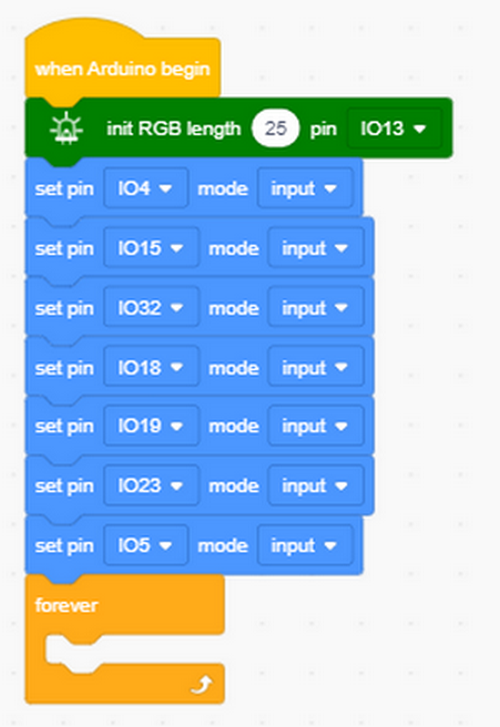 when Arduino begin
init RGB length 25 pin IO13
set pin IO4 mode input
set pin IO15 mode input
set pin IO32 mode input
set pin IO18 mode input
set pin IO19 mode input
set pin IO23 mode input
set pin IO5 mode input
forever